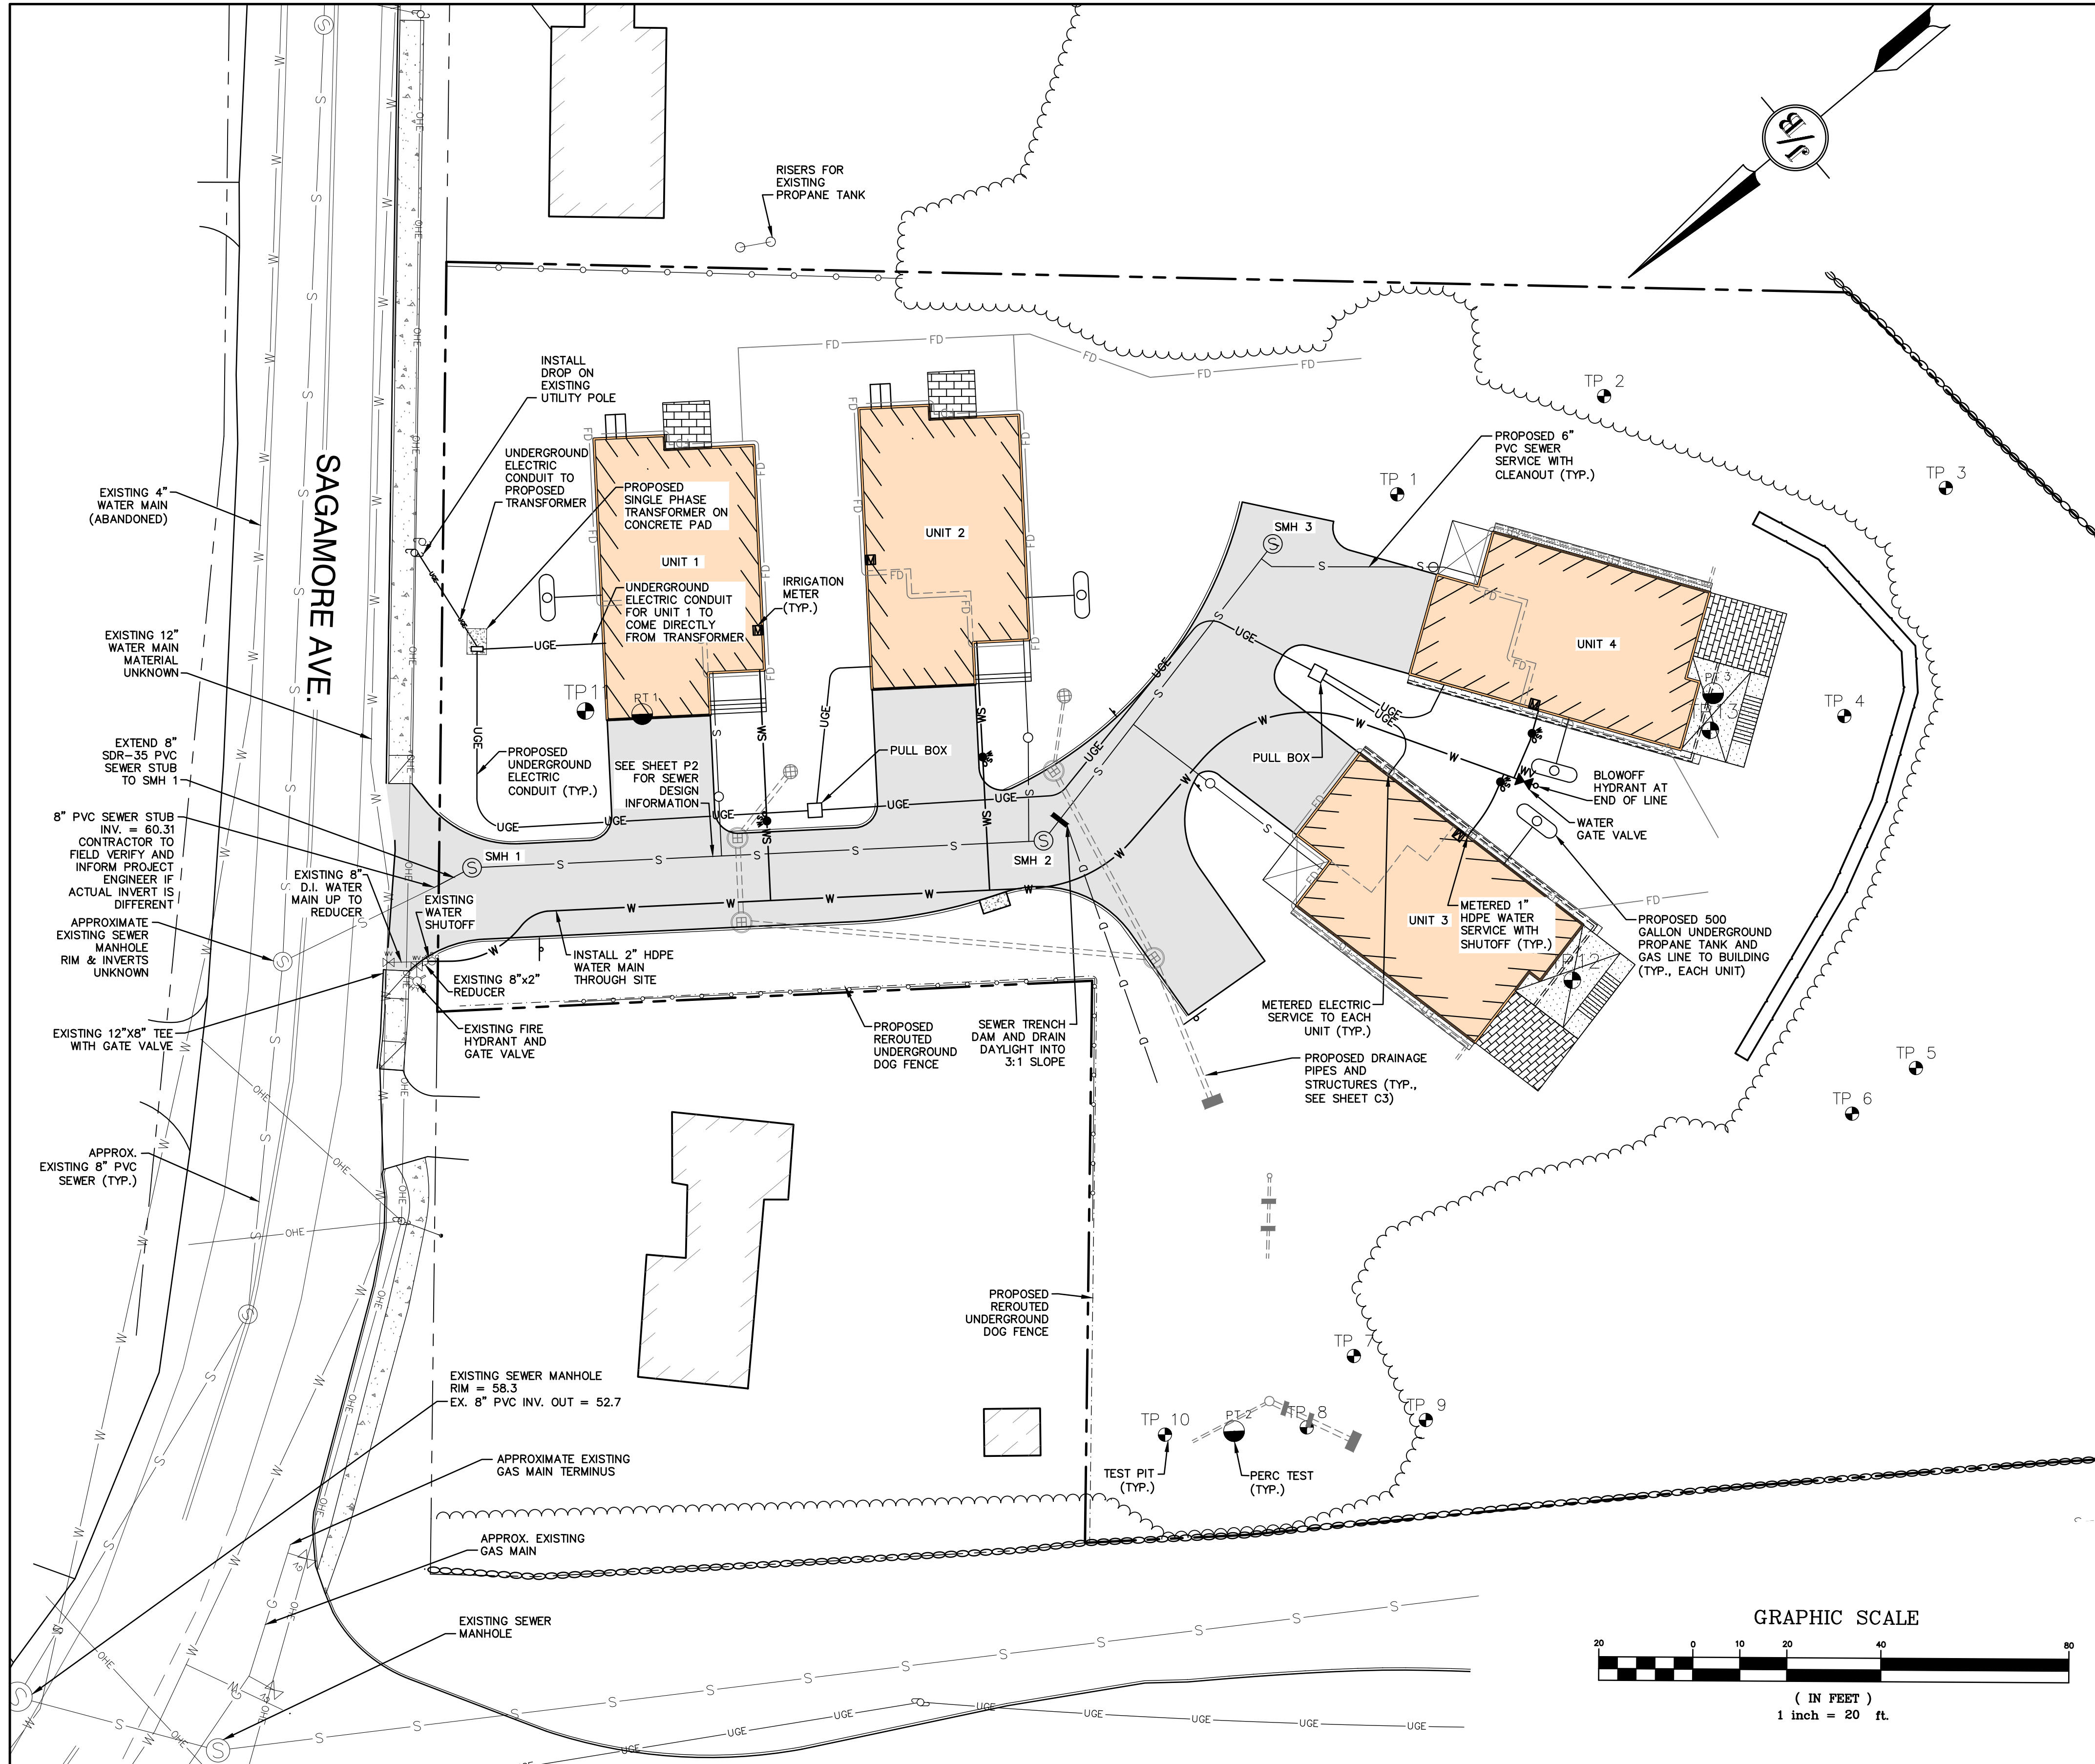 J/B
RISERS FOR
EXISTING
PROPANE TANK
INSTALL
DROP ON
EXISTING
UTILITY POLE
UNDERGROUND
ELECTRIC
CONDUIT TO
PROPOSED
TRANSFORMER
PROPOSED
SINGLE PHASE
TRANSFORMER ON
CONCRETE PAD
UNIT 1
UNDERGROUND
ELECTRIC CONDUIT
FOR UNIT 1 TO
COME DIRECTLY
FROM TRANSFORMER
IRRIGATION
METER
(TYP.)
UNIT 2
PROPOSED 6"
PVC SEWER
SERVICE WITH
CLEANOUT (TYP.)
TP 1
TP 2
TP 3
SMH 3
UNIT 4
PT 3
TP 4
EXISTING 4"
WATER MAIN
(ABANDONED)
SAGAMORE AVE.
EXISTING 12"
WATER MAIN
MATERIAL
UNKNOWN
EXTEND 8"
SDR-35 PVC
SEWER STUB
TO SMH 1
8" PVC SEWER STUB
INV. = 60.31
CONTRACTOR TO
FIELD VERIFY AND
INFORM PROJECT
ENGINEER IF
ACTUAL INVERT IS
DIFFERENT
APPROXIMATE
EXISTING SEWER
MANHOLE
RIM & INVERTS
UNKNOWN
EXISTING 12"X8" TEE
WITH GATE VALVE
APPROX.
EXISTING 8" PVC
SEWER (TYP.)
TP 11
RT 1
PROPOSED
UNDERGROUND
ELECTRIC
CONDUIT (TYP.)
SEE SHEET P2
FOR SEWER
DESIGN
INFORMATION
PULL BOX
PULL BOX
SMH 1
SMH 2
EXISTING 8"
D.I. WATER
MAIN UP TO
REDUCER
EXISTING
WATER
SHUTOFF
INSTALL 2" HDPE
WATER MAIN
THROUGH SITE
EXISTING 8"x2"
REDUCER
EXISTING FIRE
HYDRANT AND
GATE VALVE
PROPOSED
REROUTED
UNDERGROUND
DOG FENCE
SEWER TRENCH
DAM AND DRAIN
DAYLIGHT INTO
3:1 SLOPE
BLOWOFF
HYDRANT AT
END OF LINE
WATER
GATE VALVE
UNIT 3
METERED 1"
HDPE WATER
SERVICE WITH
SHUTOFF (TYP.)
PROPOSED 500
GALLON UNDERGROUND
PROPANE TANK AND
GAS LINE TO BUILDING
(TYP., EACH UNIT)
METERED ELECTRIC
SERVICE TO EACH
UNIT (TYP.)
PROPOSED DRAINAGE
PIPES AND
STRUCTURES (TYP.,
SEE SHEET C3)
TP 5
TP 6
PROPOSED
REROUTED
UNDERGROUND
DOG FENCE
TP 7
TP 8
TP 9
TP 10
PT 2
TEST PIT
(TYP.)
PERC TEST
(TYP.)
EXISTING SEWER MANHOLE
RIM = 58.3
EX. 8" PVC INV. OUT = 52.7
APPROXIMATE EXISTING
GAS MAIN TERMINUS
APPROX. EXISTING
GAS MAIN
EXISTING SEWER
MANHOLE
GRAPHIC SCALE
20 0 10 20 40 80
( IN FEET )
1 inch = 20 ft.